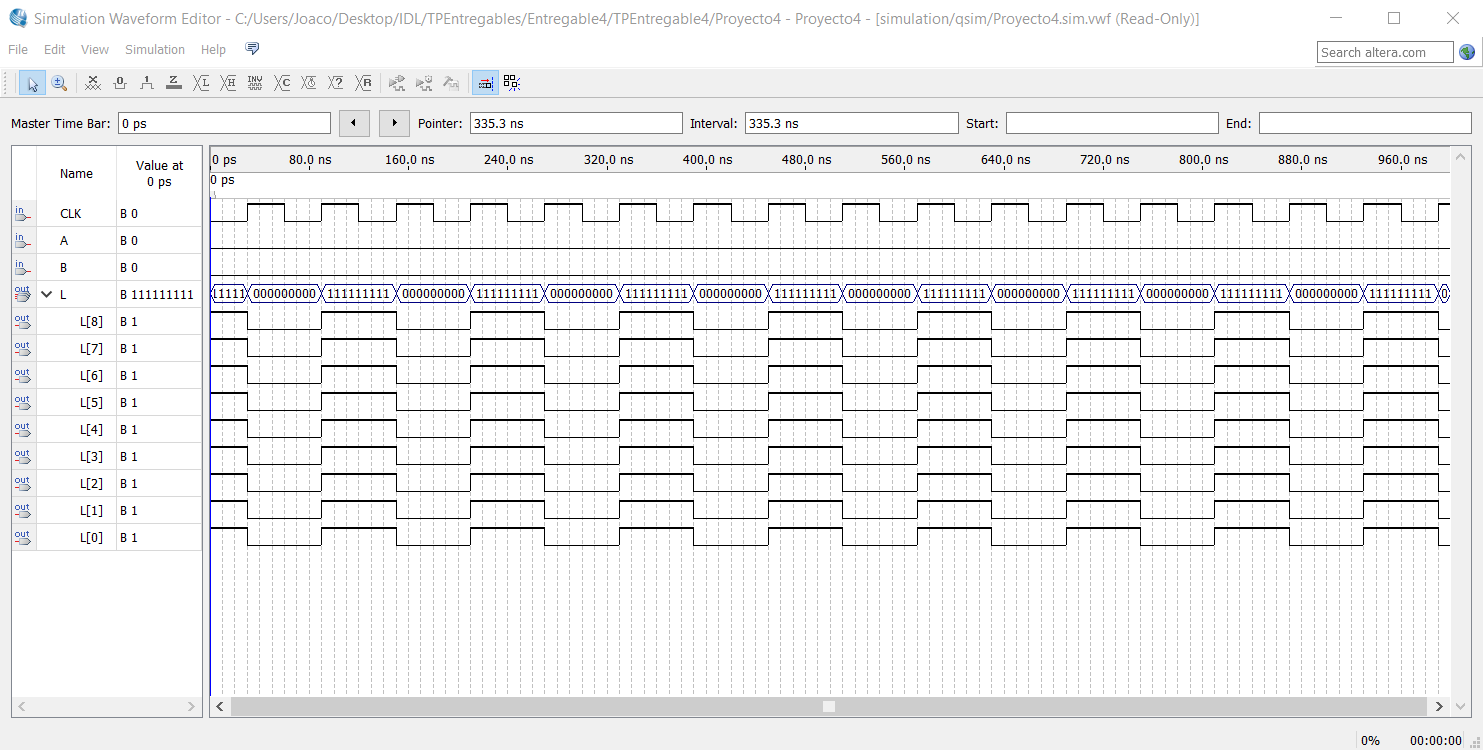 Simulation Waveform Editor - C:/Users/Joaco/Desktop/IDL/TPEntregables/Entregable4/TPEntregable4/Proyecto4 - Proyecto4 - [simulation/qsim/Proyecto4.sim.vwf (Read-Only)]
File Edit View Simulation Help
Search altera.com
Master Time Bar: 0 ps Pointer: 335.3 ns Interval: 335.3 ns Start: End:
Name Value at 0 ps
0 ps 80.0 ns 160.0 ns 240.0 ns 320.0 ns 400.0 ns 480.0 ns 560.0 ns 640.0 ns 720.0 ns 800.0 ns 880.0 ns 960.0 ns
0 ps
in CLK B 0
in A B 0
in B B 0
out L B 111111111 11111 000000000 111111111 000000000 111111111 000000000 111111111 000000000 111111111 000000000 111111111 000000000 111111111 000000000 111111111 000000000 111111111 0
out L[8] B 1
out L[7] B 1
out L[6] B 1
out L[5] B 1
out L[4] B 1
out L[3] B 1
out L[2] B 1
out L[1] B 1
out L[0] B 1
0% 00:00:00